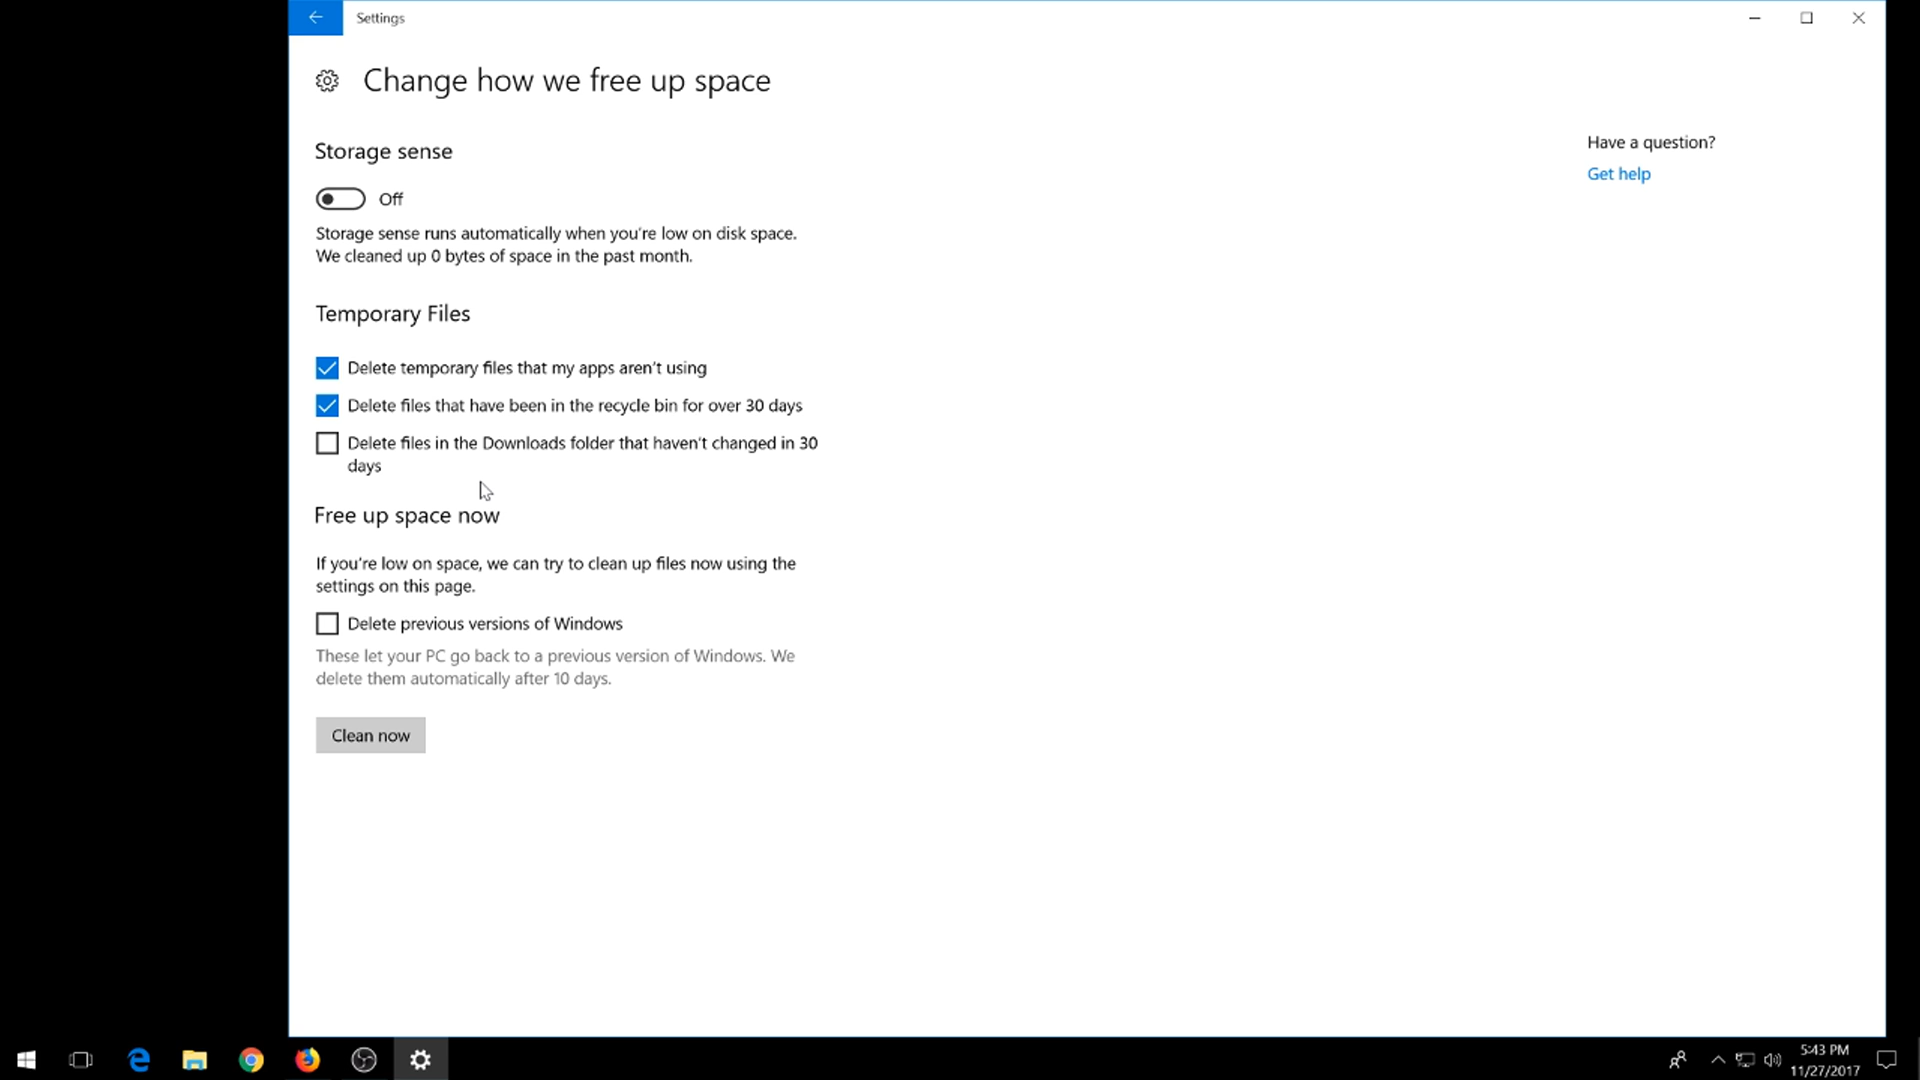 Settings
Change how we free up space
Storage sense
Have a question?
Get help
Off
Storage sense runs automatically when you're low on disk space.
We cleaned up 0 bytes of space in the past month.
Temporary Files
Delete temporary files that my apps aren't using
Delete files that have been in the recycle bin for over 30 days
Delete files in the Downloads folder that haven't changed in 30
days
Free up space now
If you're low on space, we can try to clean up files now using the
settings on this page.
Delete previous versions of Windows
These let your PC go back to a previous version of Windows. We
delete them automatically after 10 days.
Clean now
5:43 PM
11/27/2017